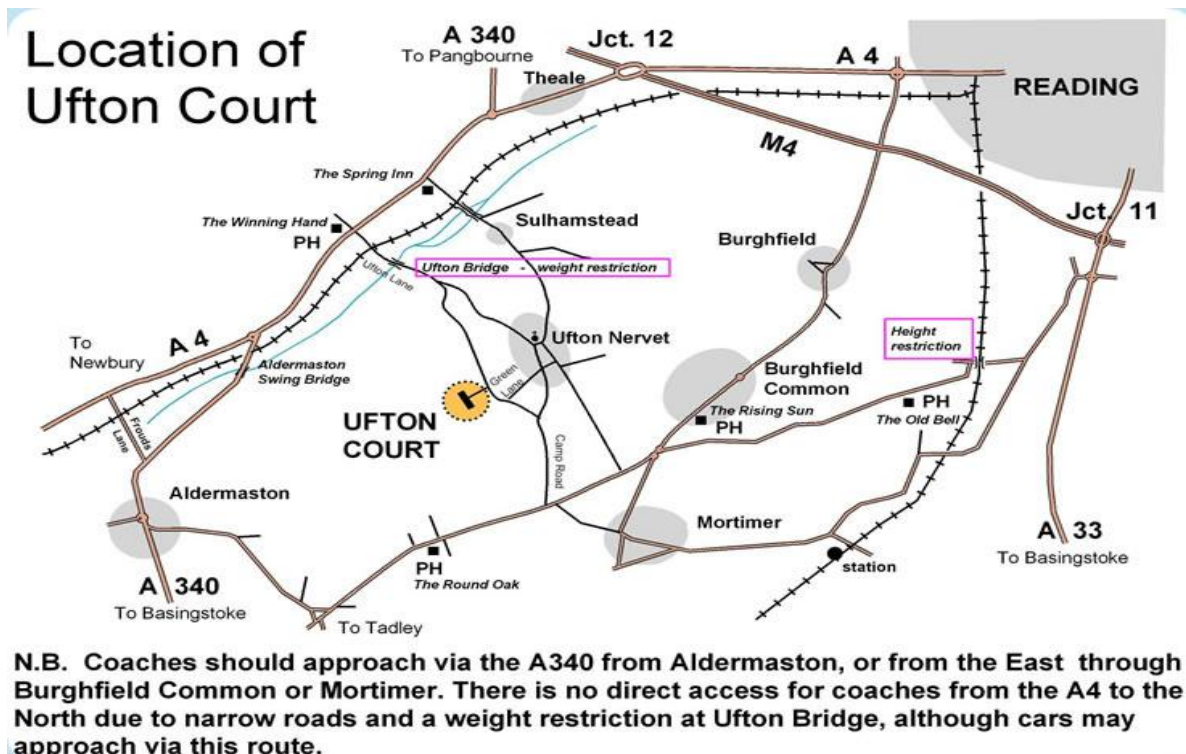 Location of
Ufton Court
A 340
To Pangbourne
Jct. 12
A 4
Theale
READING
M4
The Spring Inn
The Winning Hand
PH
Sulhamstead
Jct. 11
Burghfield
Ufton Lane
Ufton Bridge - weight restriction
To
Newbury
A 4
Aldermaston
Swing Bridge
Ufton Nervet
Height
restriction
Green
Lane
Burghfield
Common
UFTON
COURT
The Rising Sun
PH
PH
The Old Bell
Frouds
Lane
Camp Road
Aldermaston
Mortimer
A 33
To Basingstoke
station
PH
The Round Oak
A 340
To Basingstoke
To Tadley
N.B. Coaches should approach via the A340 from Aldermaston, or from the East through
Burghfield Common or Mortimer. There is no direct access for coaches from the A4 to the
North due to narrow roads and a weight restriction at Ufton Bridge, although cars may
approach via this route.